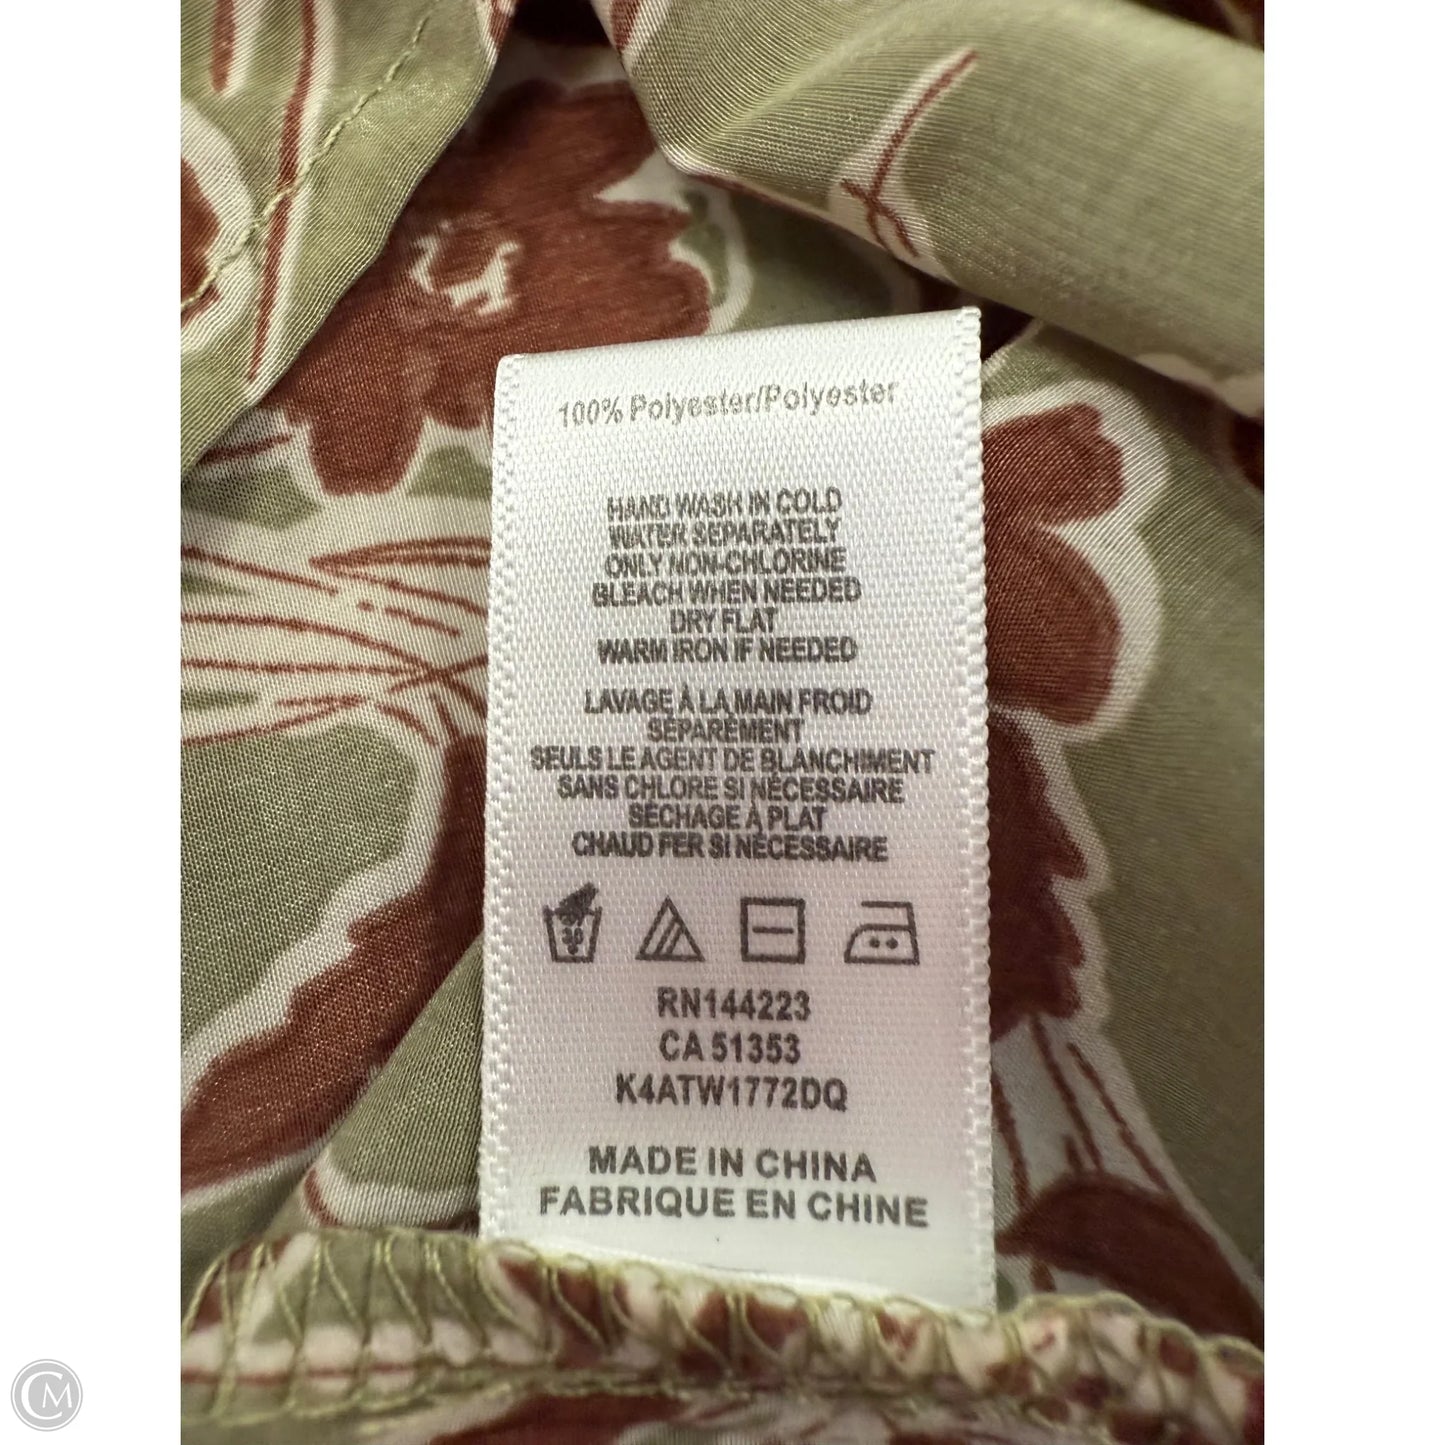 100% Polyester/Polyester
HAND WASH IN COLD
WATER SEPARATELY
ONLY NON-CHLORINE
BLEACH WHEN NEEDED
DRY FLAT
WARM IRON IF NEEDED
LAVAGE À LA MAIN FROID
SÉPARÉMENT
SEULS LE AGENT DE BLANCHIMENT
SANS CHLORE SI NÉCESSAIRE
SÉCHAGE À PLAT
CHAUD FER SI NÉCESSAIRE
30
RN144223
CA 51353
K4ATW1772DQ
MADE IN CHINA
FABRIQUE EN CHINE
CM